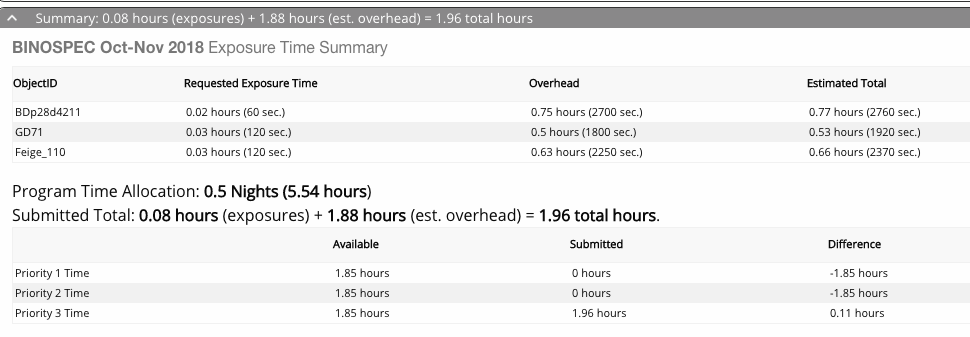 Summary: 0.08 hours (exposures) + 1.88 hours (est. overhead) = 1.96 total hours
BINOSPEC Oct-Nov 2018 Exposure Time Summary
ObjectID Requested Exposure Time Overhead Estimated Total
BDp28d4211 0.02 hours (60 sec.) 0.75 hours (2700 sec.) 0.77 hours (2760 sec.)
GD71 0.03 hours (120 sec.) 0.5 hours (1800 sec.) 0.53 hours (1920 sec.)
Feige_110 0.03 hours (120 sec.) 0.63 hours (2250 sec.) 0.66 hours (2370 sec.)
Program Time Allocation: 0.5 Nights (5.54 hours)
Submitted Total: 0.08 hours (exposures) + 1.88 hours (est. overhead) = 1.96 total hours.
Available Submitted Difference
Priority 1 Time 1.85 hours 0 hours -1.85 hours
Priority 2 Time 1.85 hours 0 hours -1.85 hours
Priority 3 Time 1.85 hours 1.96 hours 0.11 hours